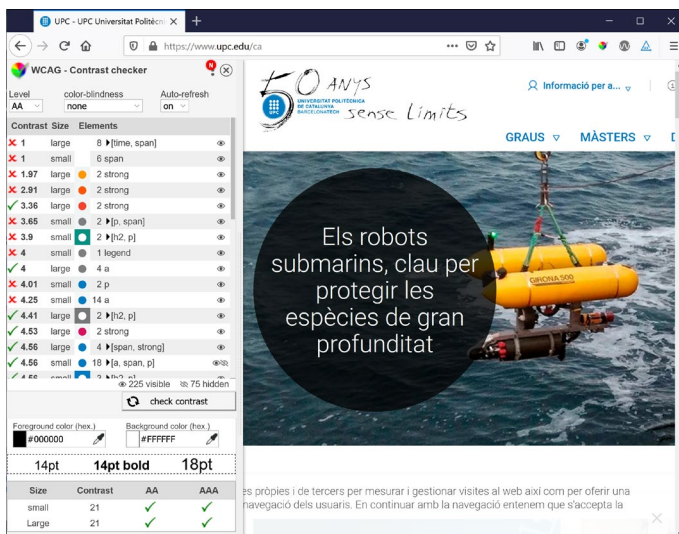 UPC - UPC Universitat Politècni
https://www.upc.edu/ca
WCAG - Contrast checker
N
Level color-blindness Auto-refresh
AA none on
Contrast Size Elements
1 large 8 [time, span]
1 small 6 span
1.97 large 2 strong
2.91 large 2 strong
3.36 large 2 strong
3.65 small 2 [p, span]
3.9 small 2 [h2, p]
4 small 1 legend
4 large 4 a
4.01 small 2 p
4.25 small 14 a
4.41 large 2 [h2, p]
4.53 large 2 strong
4.56 large 4 [span, strong]
4.56 small 18 [a, span, p]
4.56 small 2 [h2, p]
225 visible 75 hidden
check contrast
Foreground color (hex.) Background color (hex.)
#000000 #FFFFFF
14pt 14pt bold 18pt
Size Contrast AA AAA
small 21
Large 21
50 ANYS
UPC
UNIVERSITAT POLITÈCNICA
DE CATALUNYA
BARCELONATECH
sense límits
Informació per a...
GRAUS MÀSTERS
Els robots
submarins, clau per
protegir les
espècies de gran
profunditat
GIRONA 500
es pròpies i de tercers per mesurar i gestionar visites al web així com per oferir una
navegació dels usuaris. En continuar amb la navegació entenem que s'accepta la